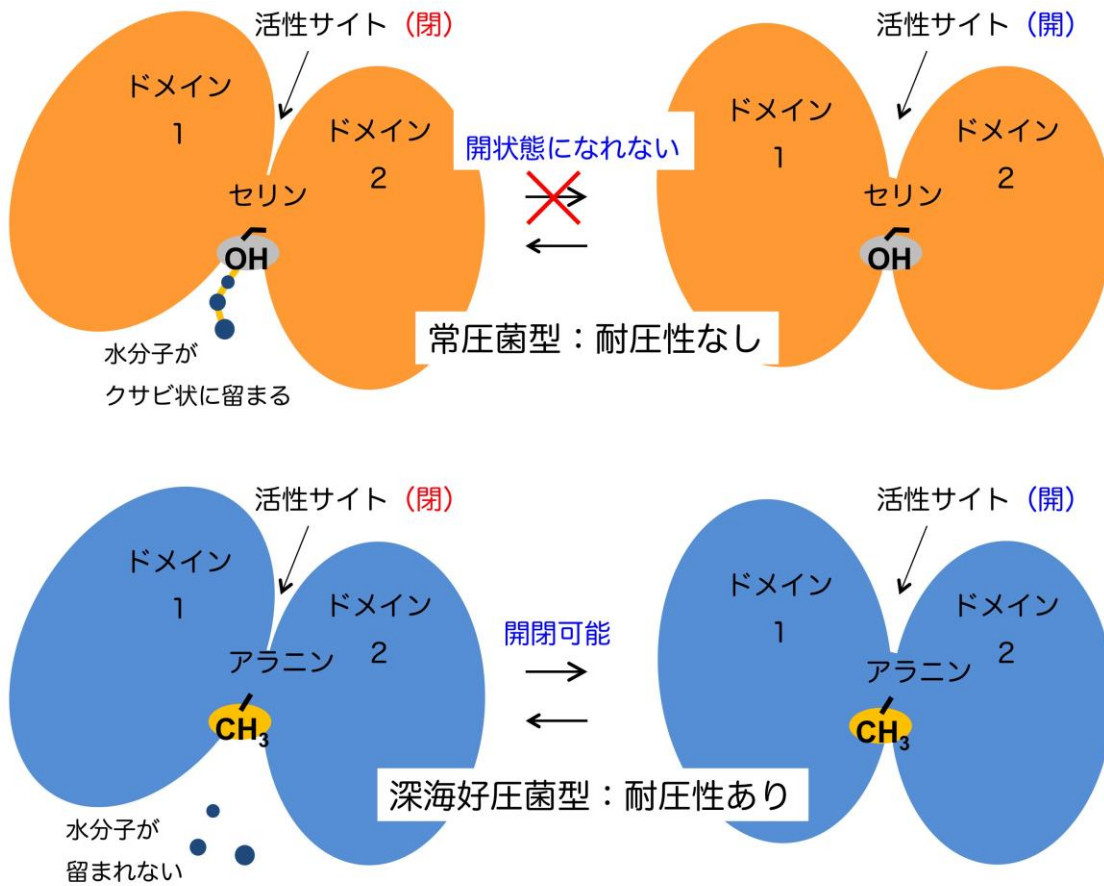 活性サイト（閉）
活性サイト（開）
ドメイン
1
ドメイン
2
開状態になれない
ドメイン
1
ドメイン
2
セリン
OH
セリン
OH
水分子が
クサビ状に留まる
常圧菌型：耐圧性なし
活性サイト（閉）
活性サイト（開）
ドメイン
1
ドメイン
2
開閉可能
ドメイン
1
ドメイン
2
アラニン
CH₃
アラニン
CH₃
深海好圧菌型：耐圧性あり
水分子が
留まれない